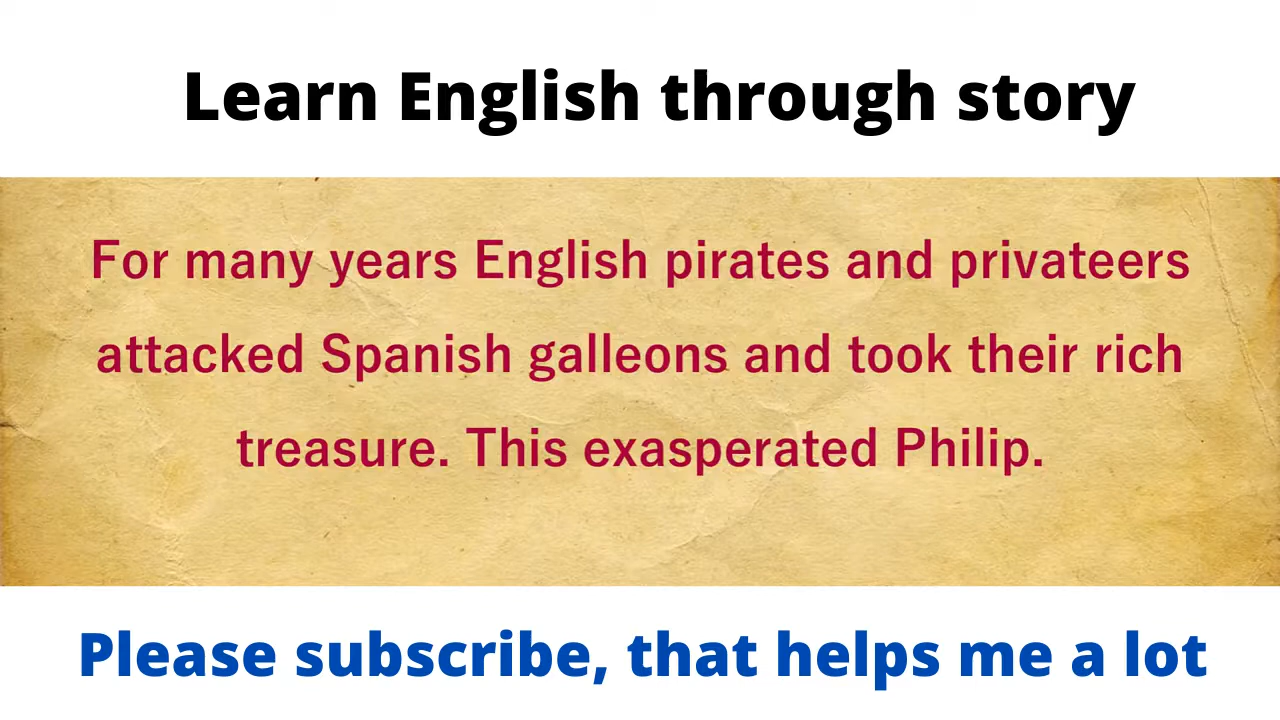 Learn English through story
For many years English pirates and privateers
attacked Spanish galleons and took their rich
treasure. This exasperated Philip.
Please subscribe, that helps me a lot